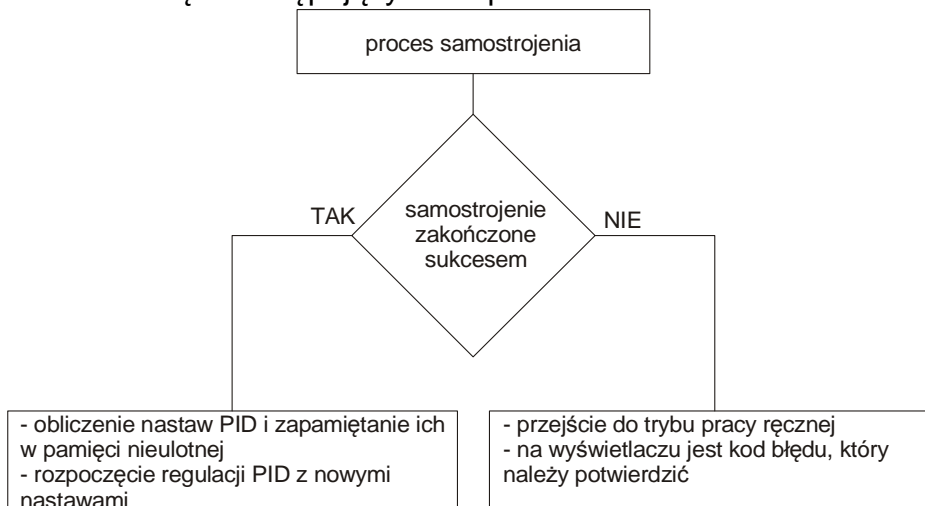 proces samostrojenia
TAK
samostrojenie
zakończone
sukcesem
NIE
- obliczenie nastaw PID i zapamiętanie ich
w pamięci nieulotnej
- rozpoczęcie regulacji PID z nowymi
nastawami
- przejście do trybu pracy ręcznej
- na wyświetlaczu jest kod błędu, który
należy potwierdzić